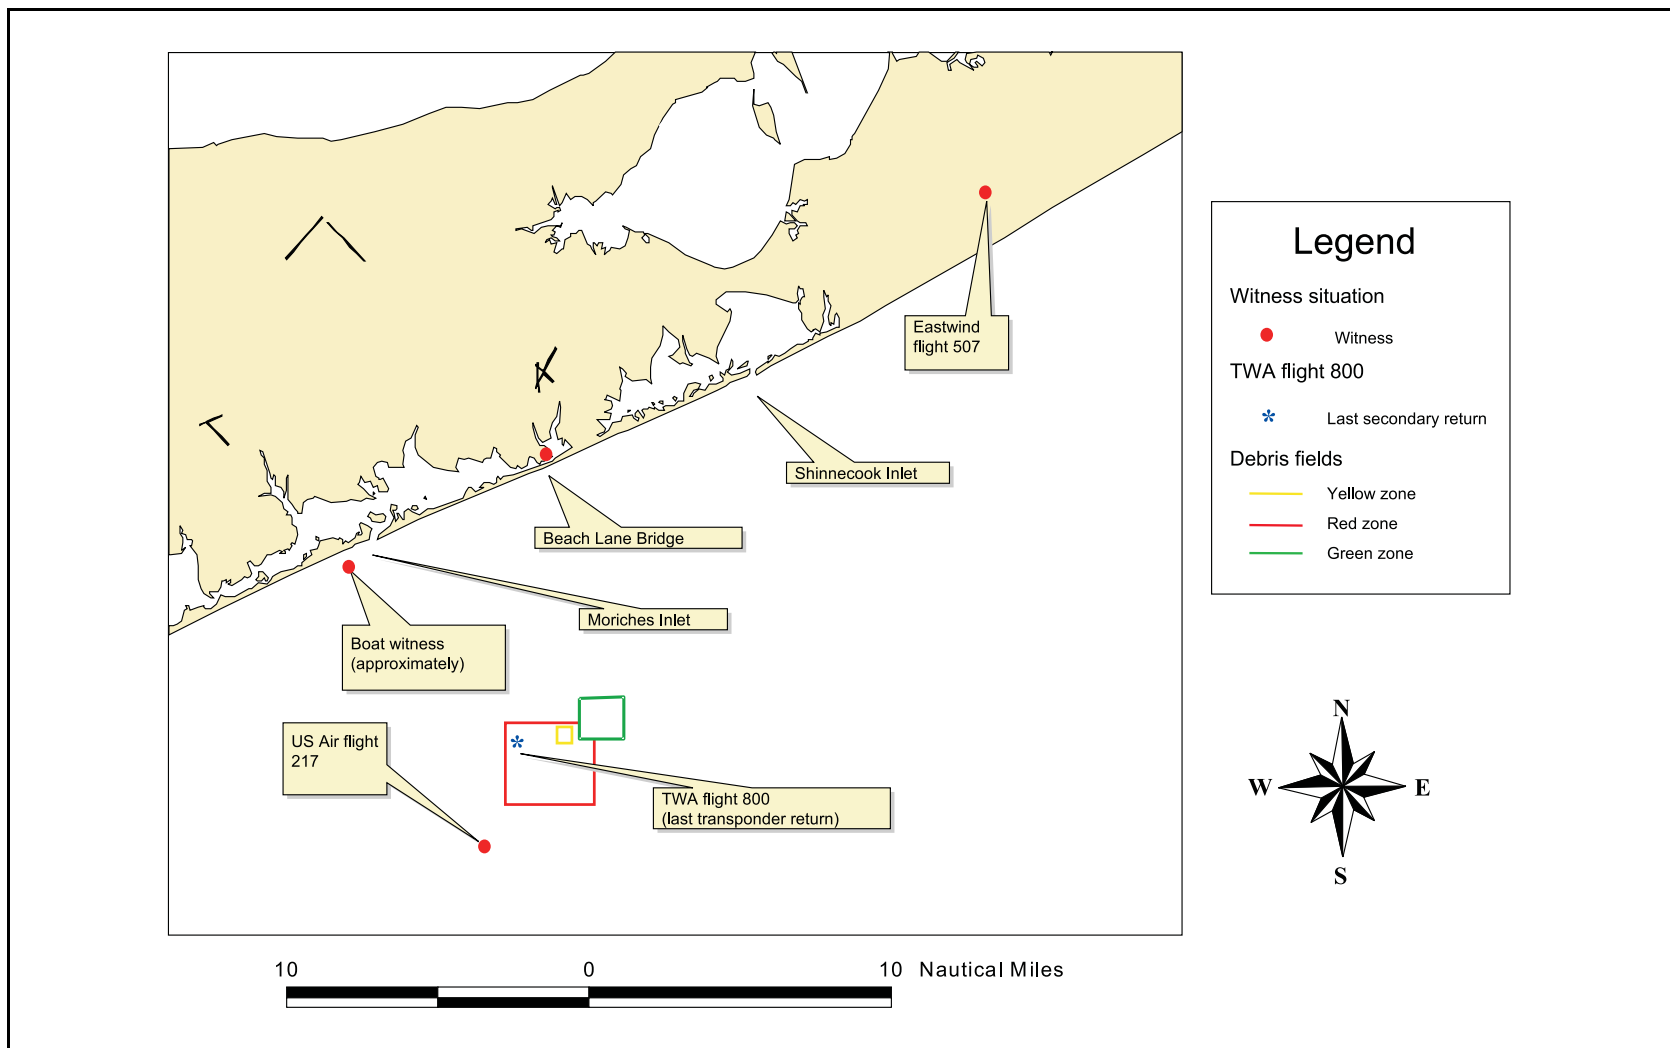 Eastwind
flight 507
Shinnecook Inlet
Beach Lane Bridge
Moriches Inlet
Boat witness
(approximately)
US Air flight
217
TWA flight 800
(last transponder return)
Legend
Witness situation
Witness
TWA flight 800
* Last secondary return
Debris fields
Yellow zone
Red zone
Green zone
N
W E
S
10 0 10 Nautical Miles